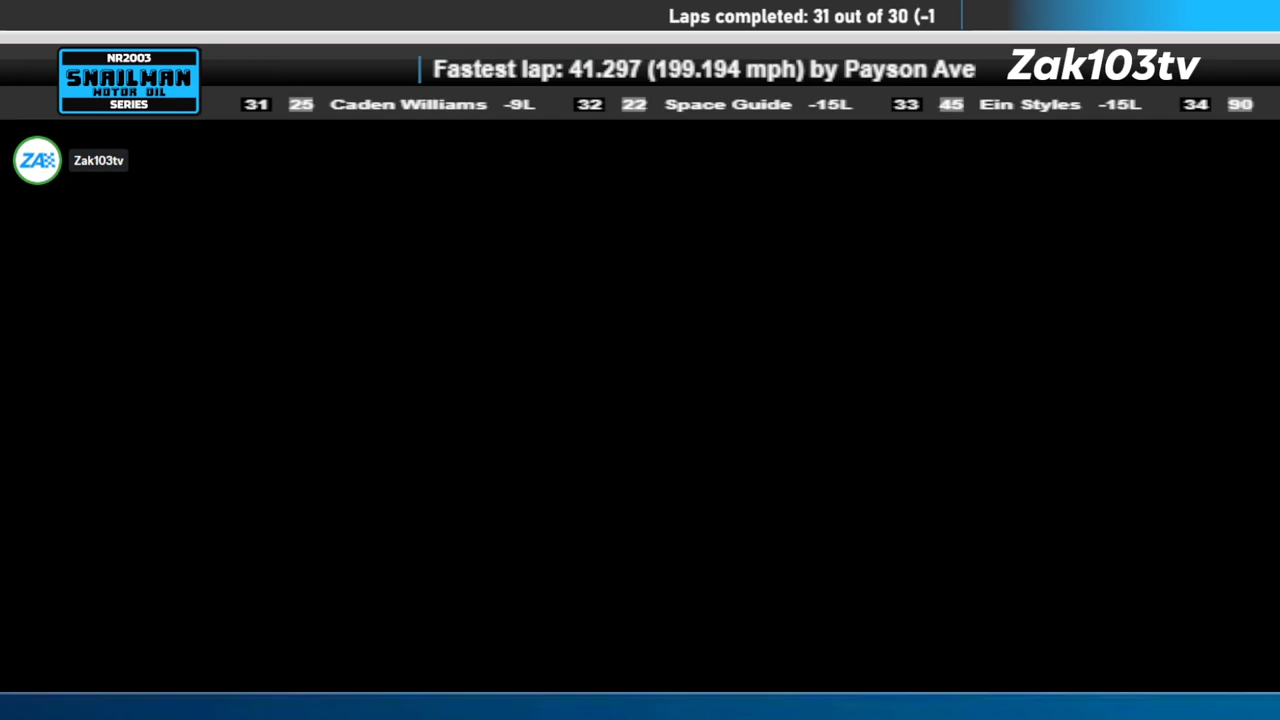 Laps completed: 31 out of 30 (-1
NR2003
SNAILMAN
MOTOR OIL
SERIES
Fastest lap: 41.297 (199.194 mph) by Payson Ave
Zak103tv
31 25 Caden Williams -9L 32 22 Space Guide -15L 33 45 Ein Styles -15L 34 90
ZA
Zak103tv